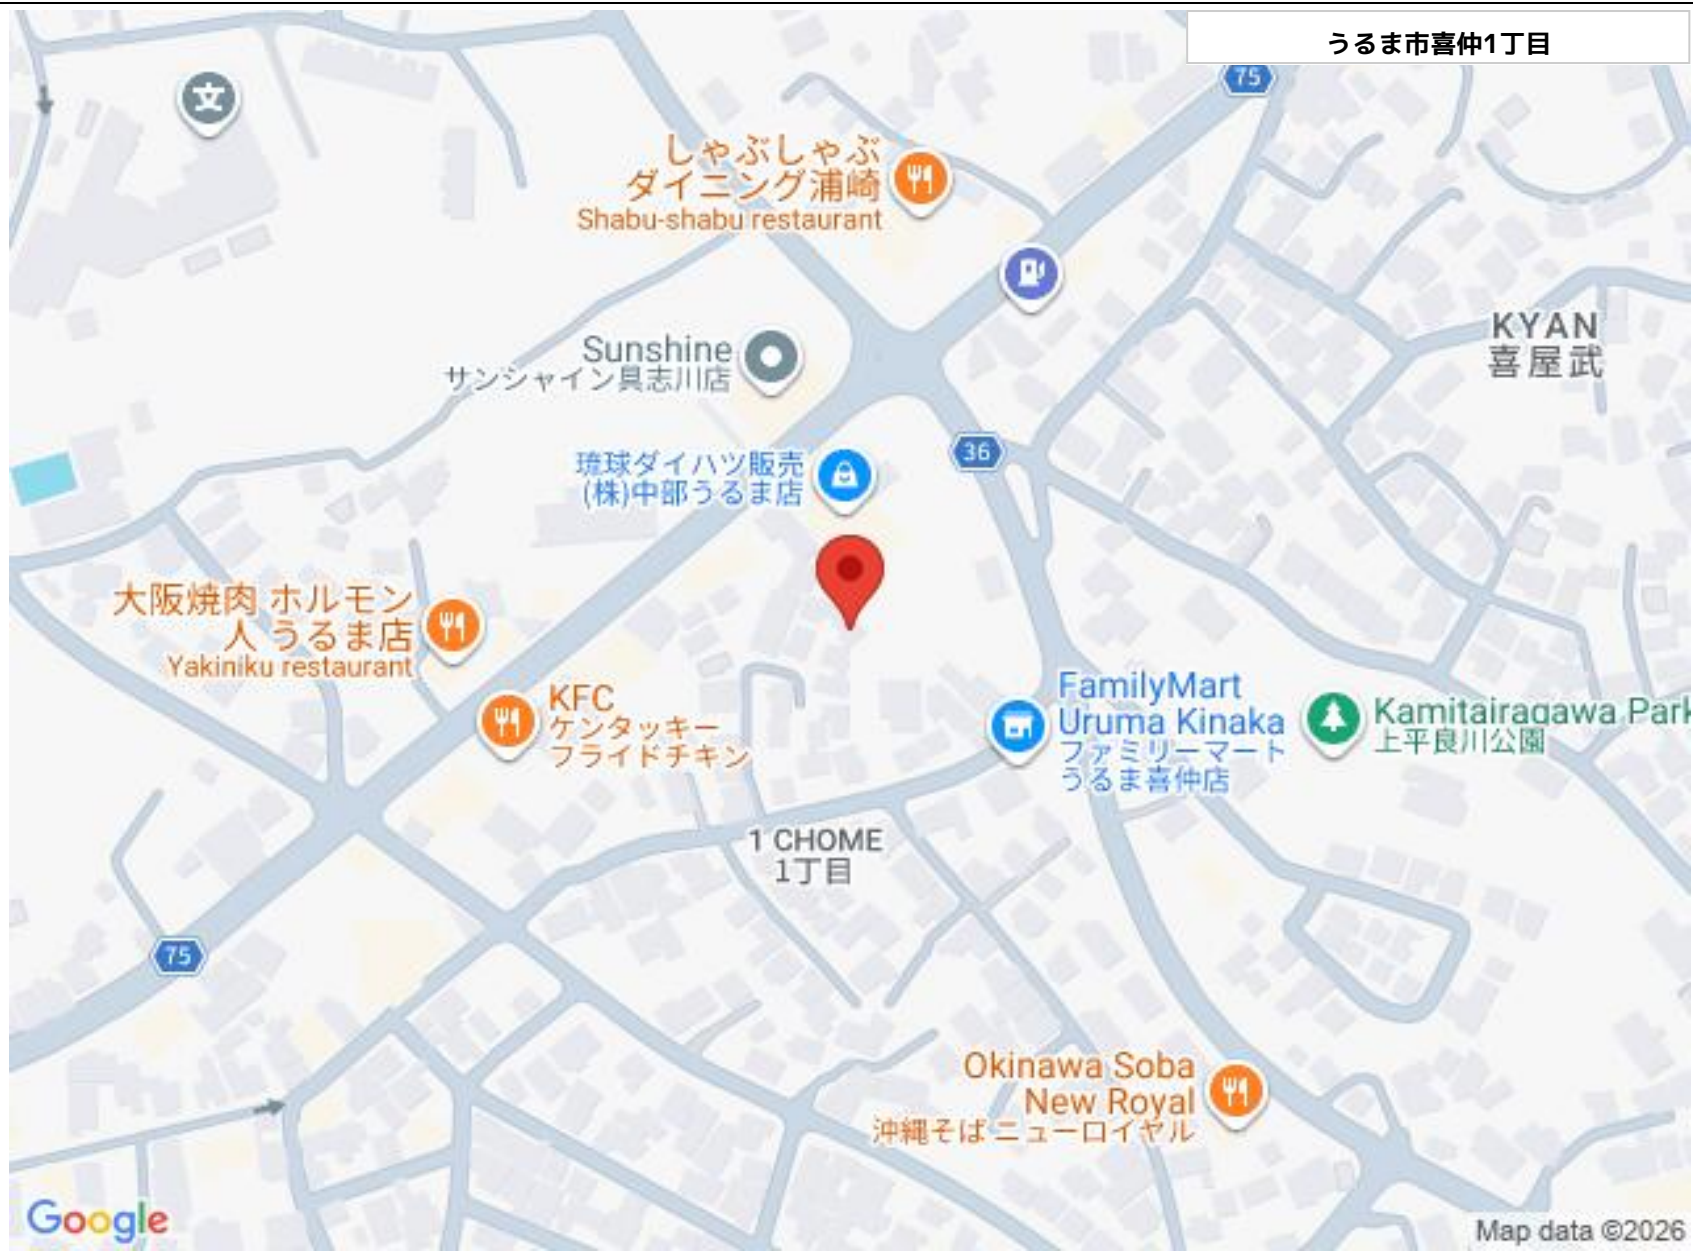 うるま市喜仲1丁目
75
文
しゃぶしゃぶ
ダイニング浦崎
Shabu-shabu restaurant
KYAN
喜屋武
Sunshine
サンシャイン具志川店
36
琉球ダイハツ販売
(株)中部うるま店
大阪焼肉 ホルモン
人 うるま店
Yakiniku restaurant
KFC
ケンタッキー
フライドチキン
FamilyMart
Uruma Kinaka
ファミリーマート
うるま喜仲店
Kamitairagawa Park
上平良川公園
1 CHOME
1丁目
75
Okinawa Soba
New Royal
沖縄そば ニューロイヤル
Google
Map data ©2026